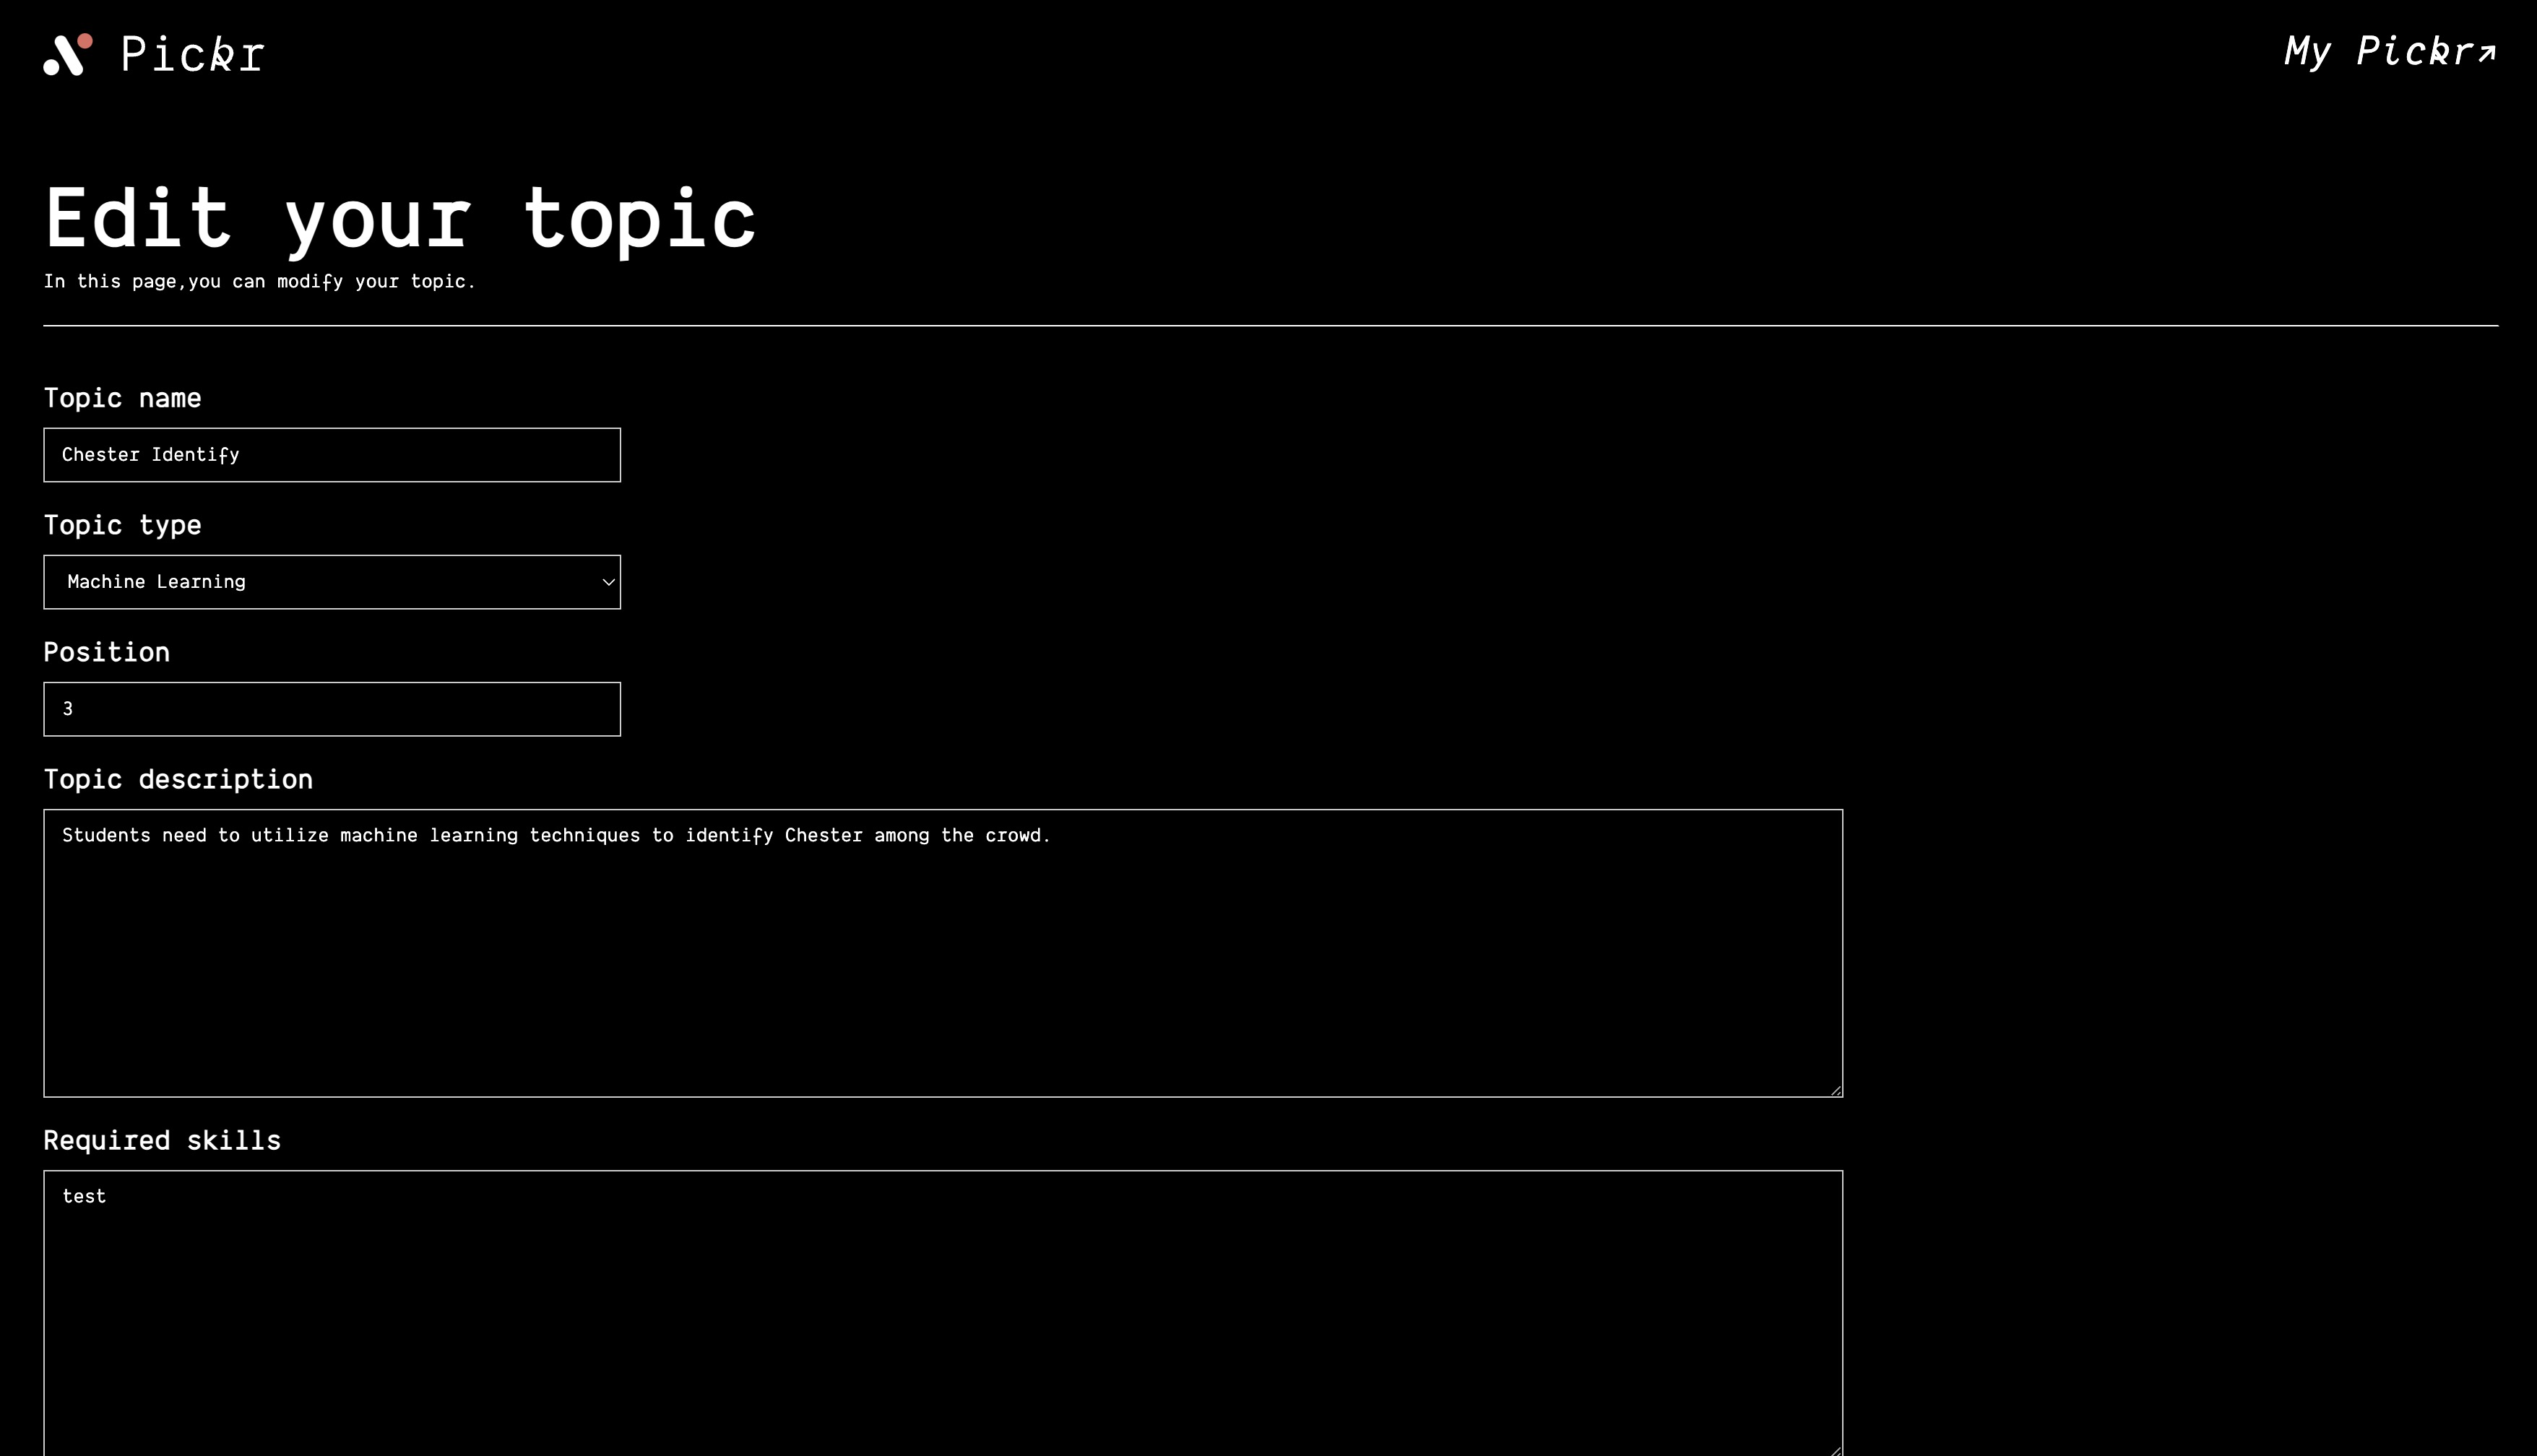 Pickr
My Pickr↗
Edit your topic
In this page,you can modify your topic.
Topic name
Chester Identify
Topic type
Machine Learning
Position
3
Topic description
Students need to utilize machine learning techniques to identify Chester among the crowd.
Required skills
test